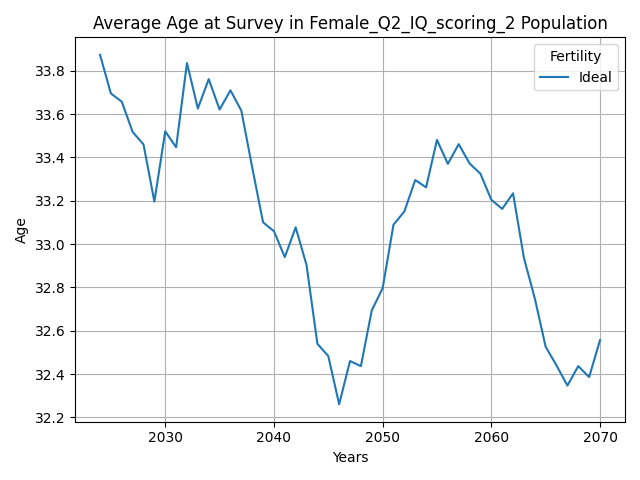 Average Age at Survey in Female_Q2_IQ_scoring_2 Population
Fertility
Ideal
33.8
33.6
33.4
33.2
33.0
32.8
32.6
32.4
32.2
Age
2030 2040 2050 2060 2070
Years